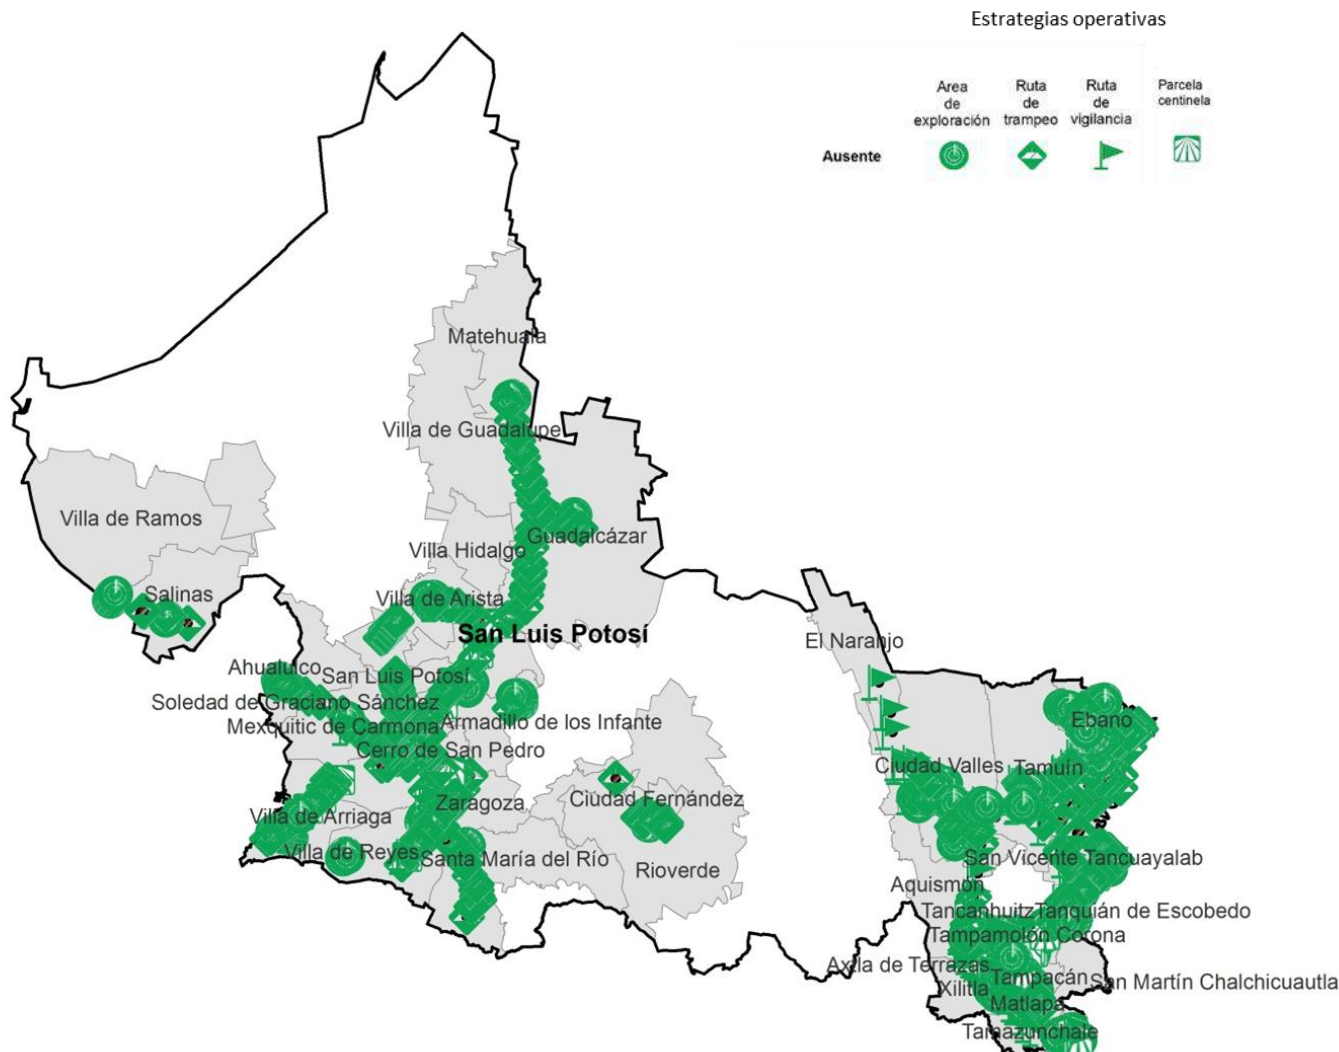 Estrategias operativas
Area de exploración
Ruta de trampeo
Ruta de vigilancia
Parcela centinela
Ausente
Matehuala
Villa de Guadalupe
Villa de Ramos
Guadalcázar
Villa Hidalgo
Salinas
Villa de Arista
San Luis Potosí
El Naranjo
Ahualulco
San Luis Potosí
Soledad de Graciano Sánchez
Mexquitic de Carmona
Armadillo de los Infante
Ebano
Cerro de San Pedro
Ciudad Valles
Tamuín
Zaragoza
Ciudad Fernández
Villa de Arriaga
Villa de Reyes
Santa María del Río
Rioverde
San Vicente Tancuayalab
Aquismón
Tancanhuitz
Tanquián de Escobedo
Tampamolón Corona
Axtla de Terrazas
Tampacán
San Martín Chalchicuautla
Xilitla
Matlapa
Tamazunchale